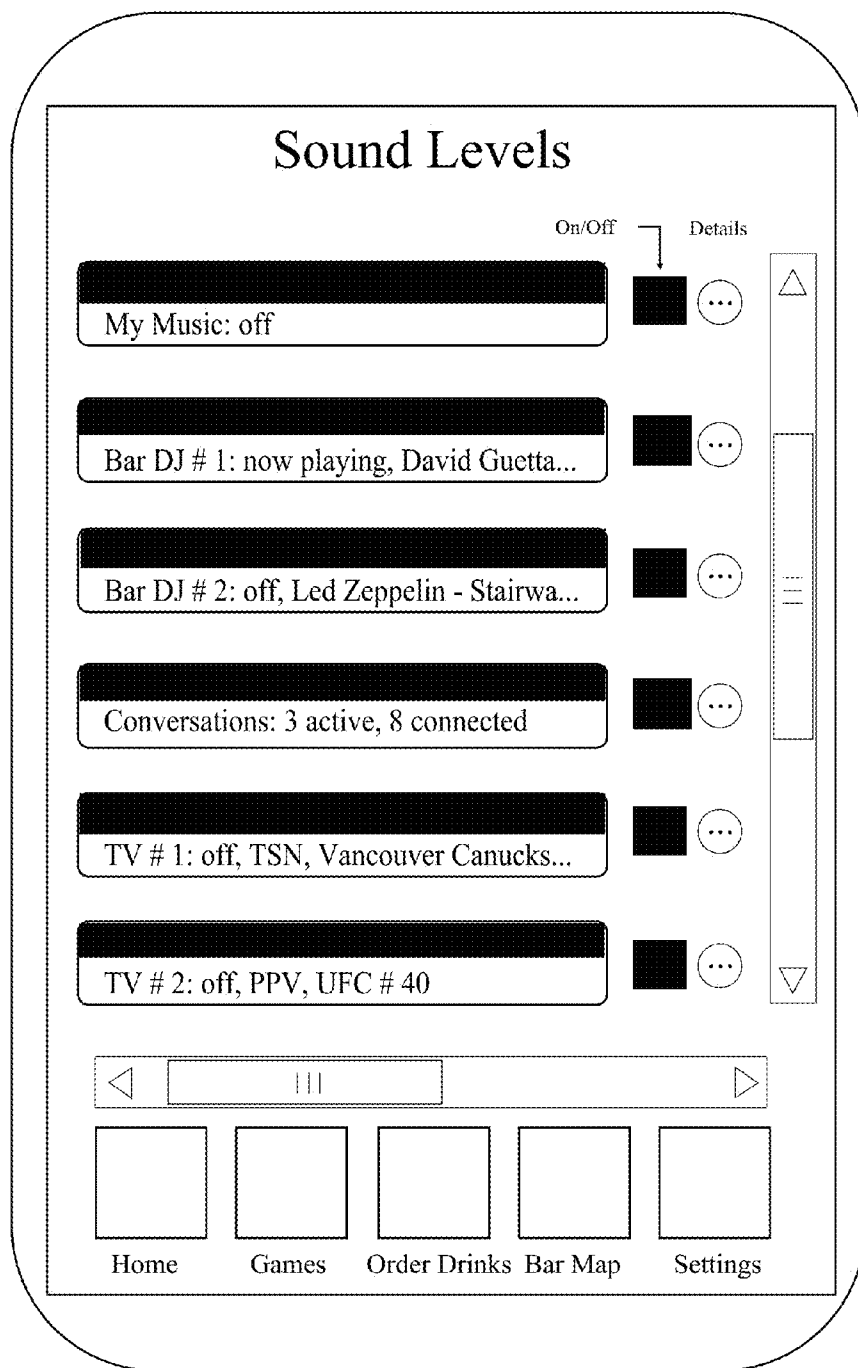 Sound Levels
On/Off Details
My Music: off
Bar DJ # 1: now playing, David Guetta...
Bar DJ # 2: off, Led Zeppelin - Stairwa...
Conversations: 3 active, 8 connected
TV # 1: off, TSN, Vancouver Canucks...
TV # 2: off, PPV, UFC # 40
Home Games Order Drinks Bar Map Settings